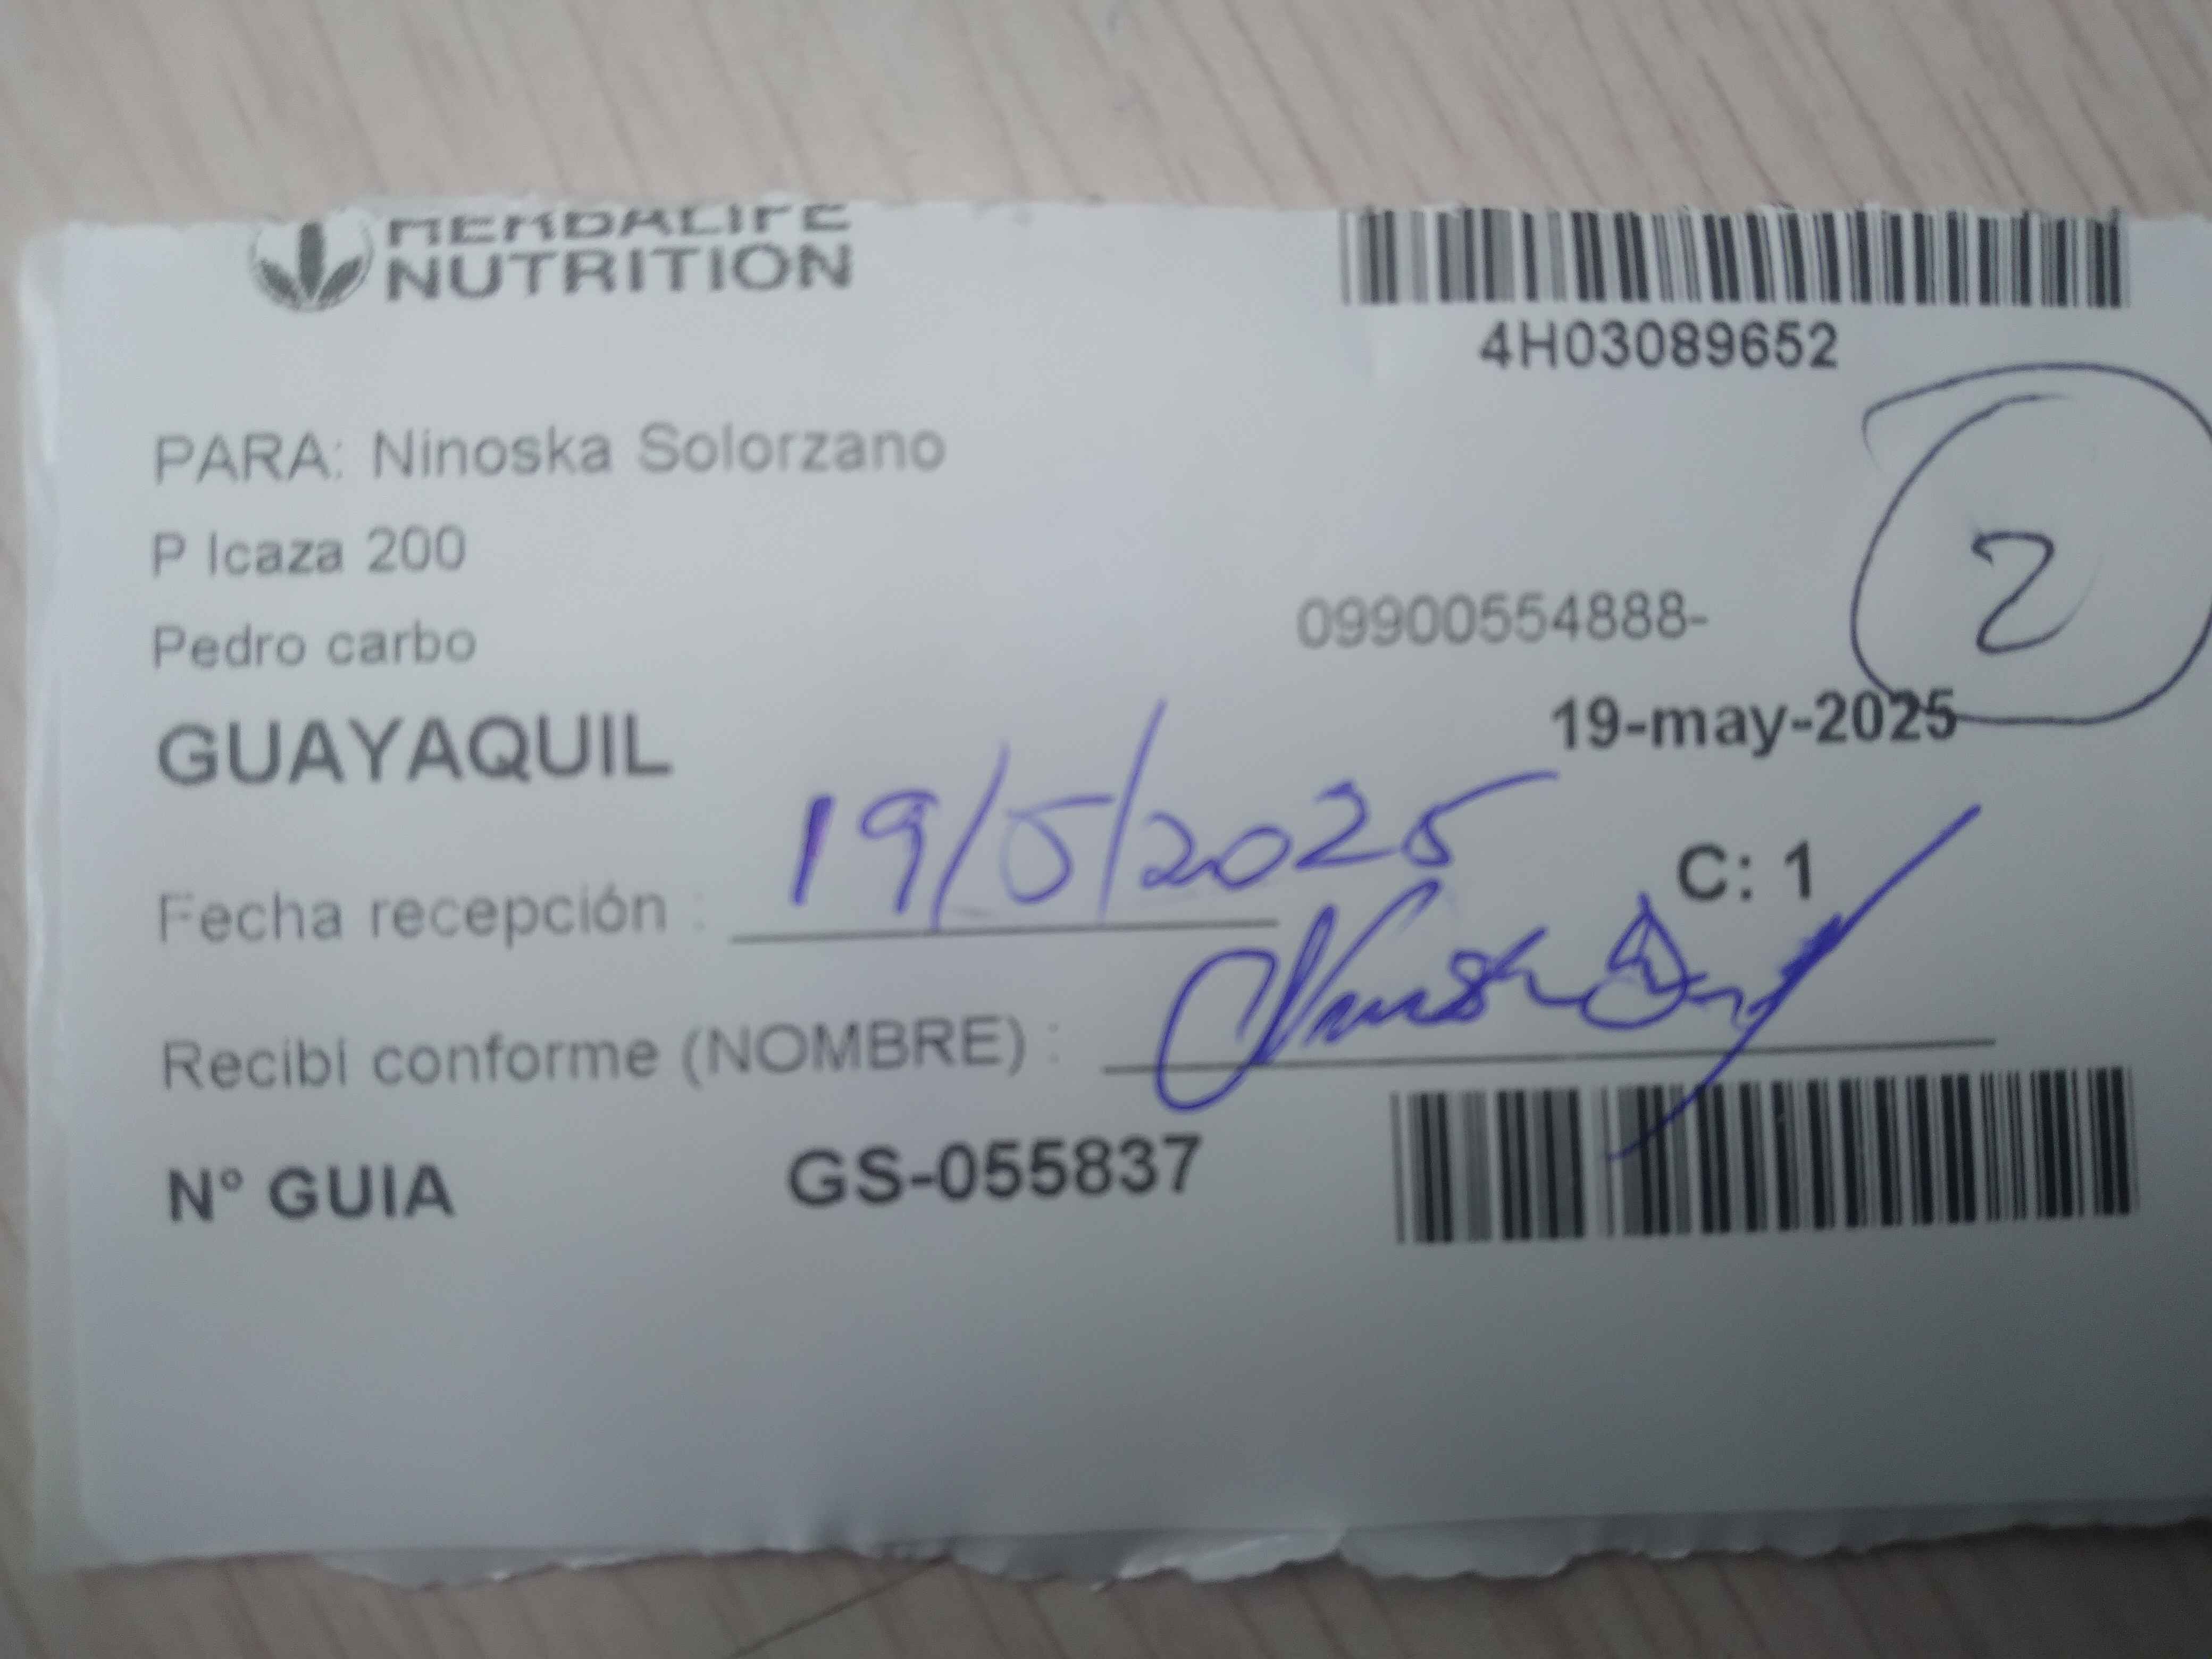 HERBALIFE
NUTRITION
4H03089652
PARA: Ninoska Solorzano
P Icaza 200
2
Pedro carbo
09900554888-
GUAYAQUIL
19-may-2025
C: 1
Fecha recepción : 19/5/2025
Recibi conforme (NOMBRE) :
N° GUIA GS-055837